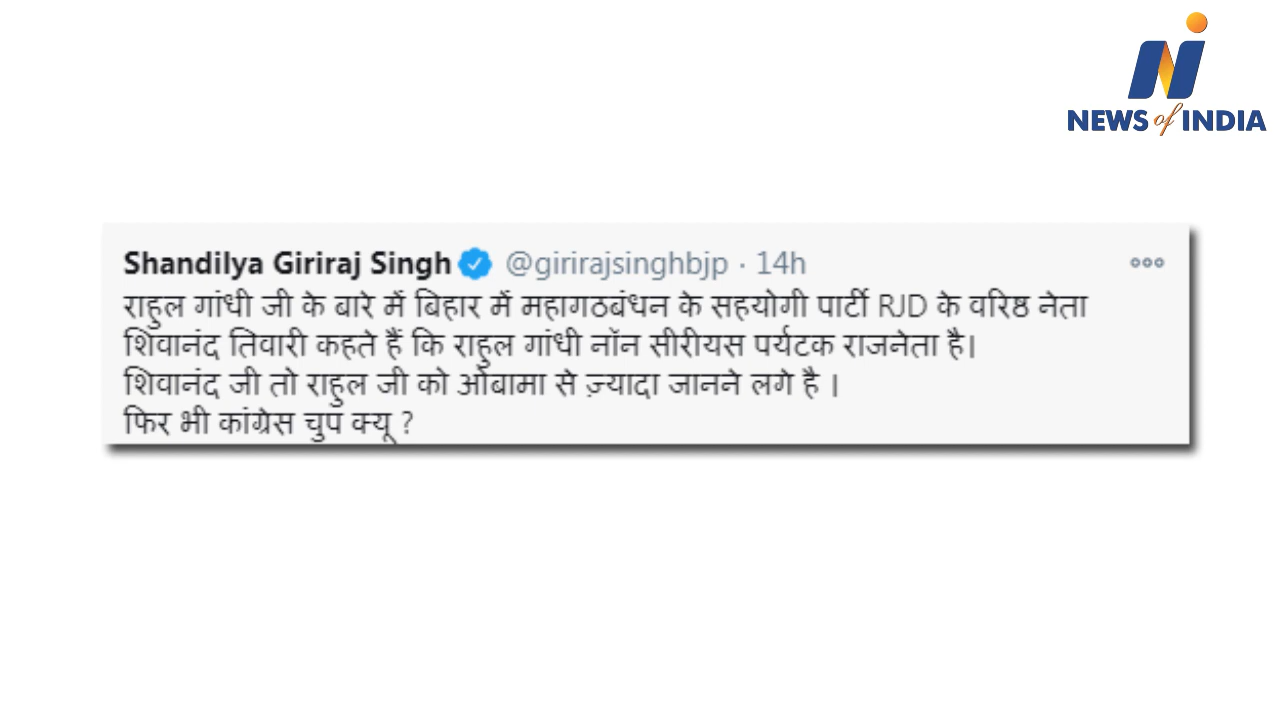 NEWS of INDIA
Shandilya Giriraj Singh @girirajsinghbjp · 14h
राहुल गांधी जी के बारे में बिहार में महागठबंधन के सहयोगी पार्टी RJD के वरिष्ठ नेता
शिवानंद तिवारी कहते हैं कि राहुल गांधी नॉन सीरीयस पर्यटक राजनेता है।
शिवानंद जी तो राहुल जी को ओबामा से ज़्यादा जानने लगे है ।
फिर भी कांग्रेस चुप क्यू ?